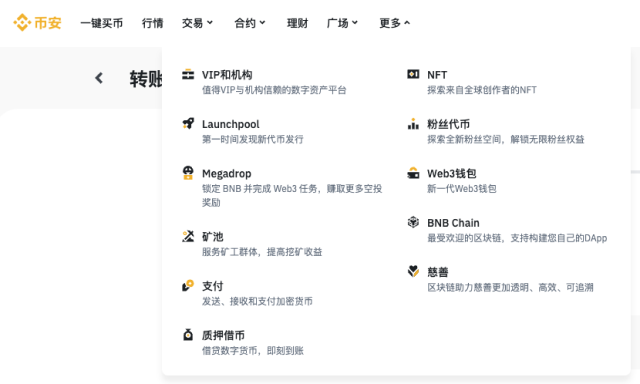 币安 一键买币 行情 交易 合约 理财 广场 更多
转账
VIP和机构
值得VIP与机构信赖的数字资产平台
Launchpool
第一时间发现新代币发行
Megadrop
锁定 BNB 并完成 Web3 任务，赚取更多空投
奖励
矿池
服务矿工群体，提高挖矿收益
支付
发送、接收和支付加密货币
质押借币
借贷数字货币，即刻到账
NFT
探索来自全球创作者的NFT
粉丝代币
探索全新粉丝空间，解锁无限粉丝权益
Web3钱包
新一代Web3钱包
BNB Chain
最受欢迎的区块链，支持构建您自己的DApp
慈善
区块链助力慈善更加透明、高效、可追溯